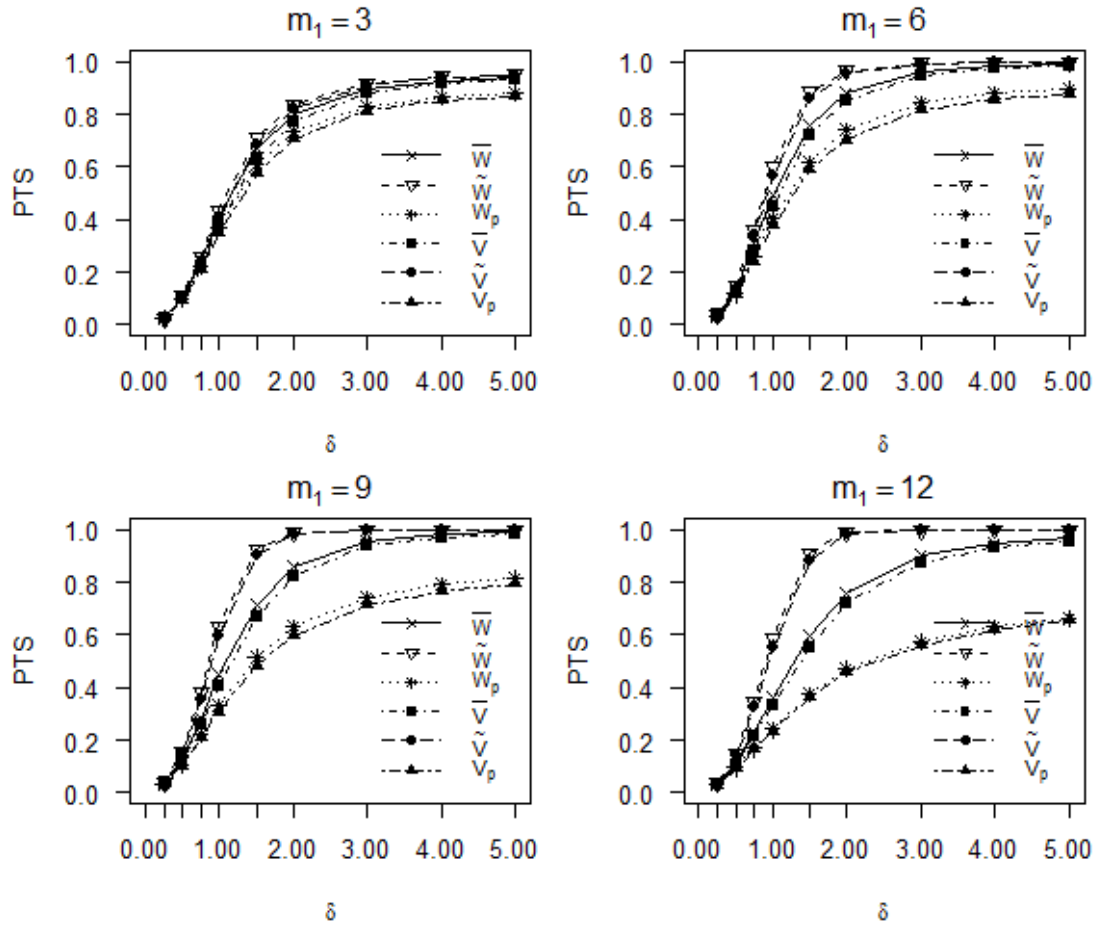 m₁ = 3
PTS
1.0
0.8
0.6
0.4
0.2
0.0
W̅
W̃
Wₚ
V̅
Ṽ
Vₚ
0.00 1.00 2.00 3.00 4.00 5.00
δ
m₁ = 6
PTS
1.0
0.8
0.6
0.4
0.2
0.0
W̅
W̃
Wₚ
V̅
Ṽ
Vₚ
0.00 1.00 2.00 3.00 4.00 5.00
δ
m₁ = 9
PTS
1.0
0.8
0.6
0.4
0.2
0.0
W̅
W̃
Wₚ
V̅
Ṽ
Vₚ
0.00 1.00 2.00 3.00 4.00 5.00
δ
m₁ = 12
PTS
1.0
0.8
0.6
0.4
0.2
0.0
W̅
W̃
Wₚ
V̅
Ṽ
Vₚ
0.00 1.00 2.00 3.00 4.00 5.00
δ